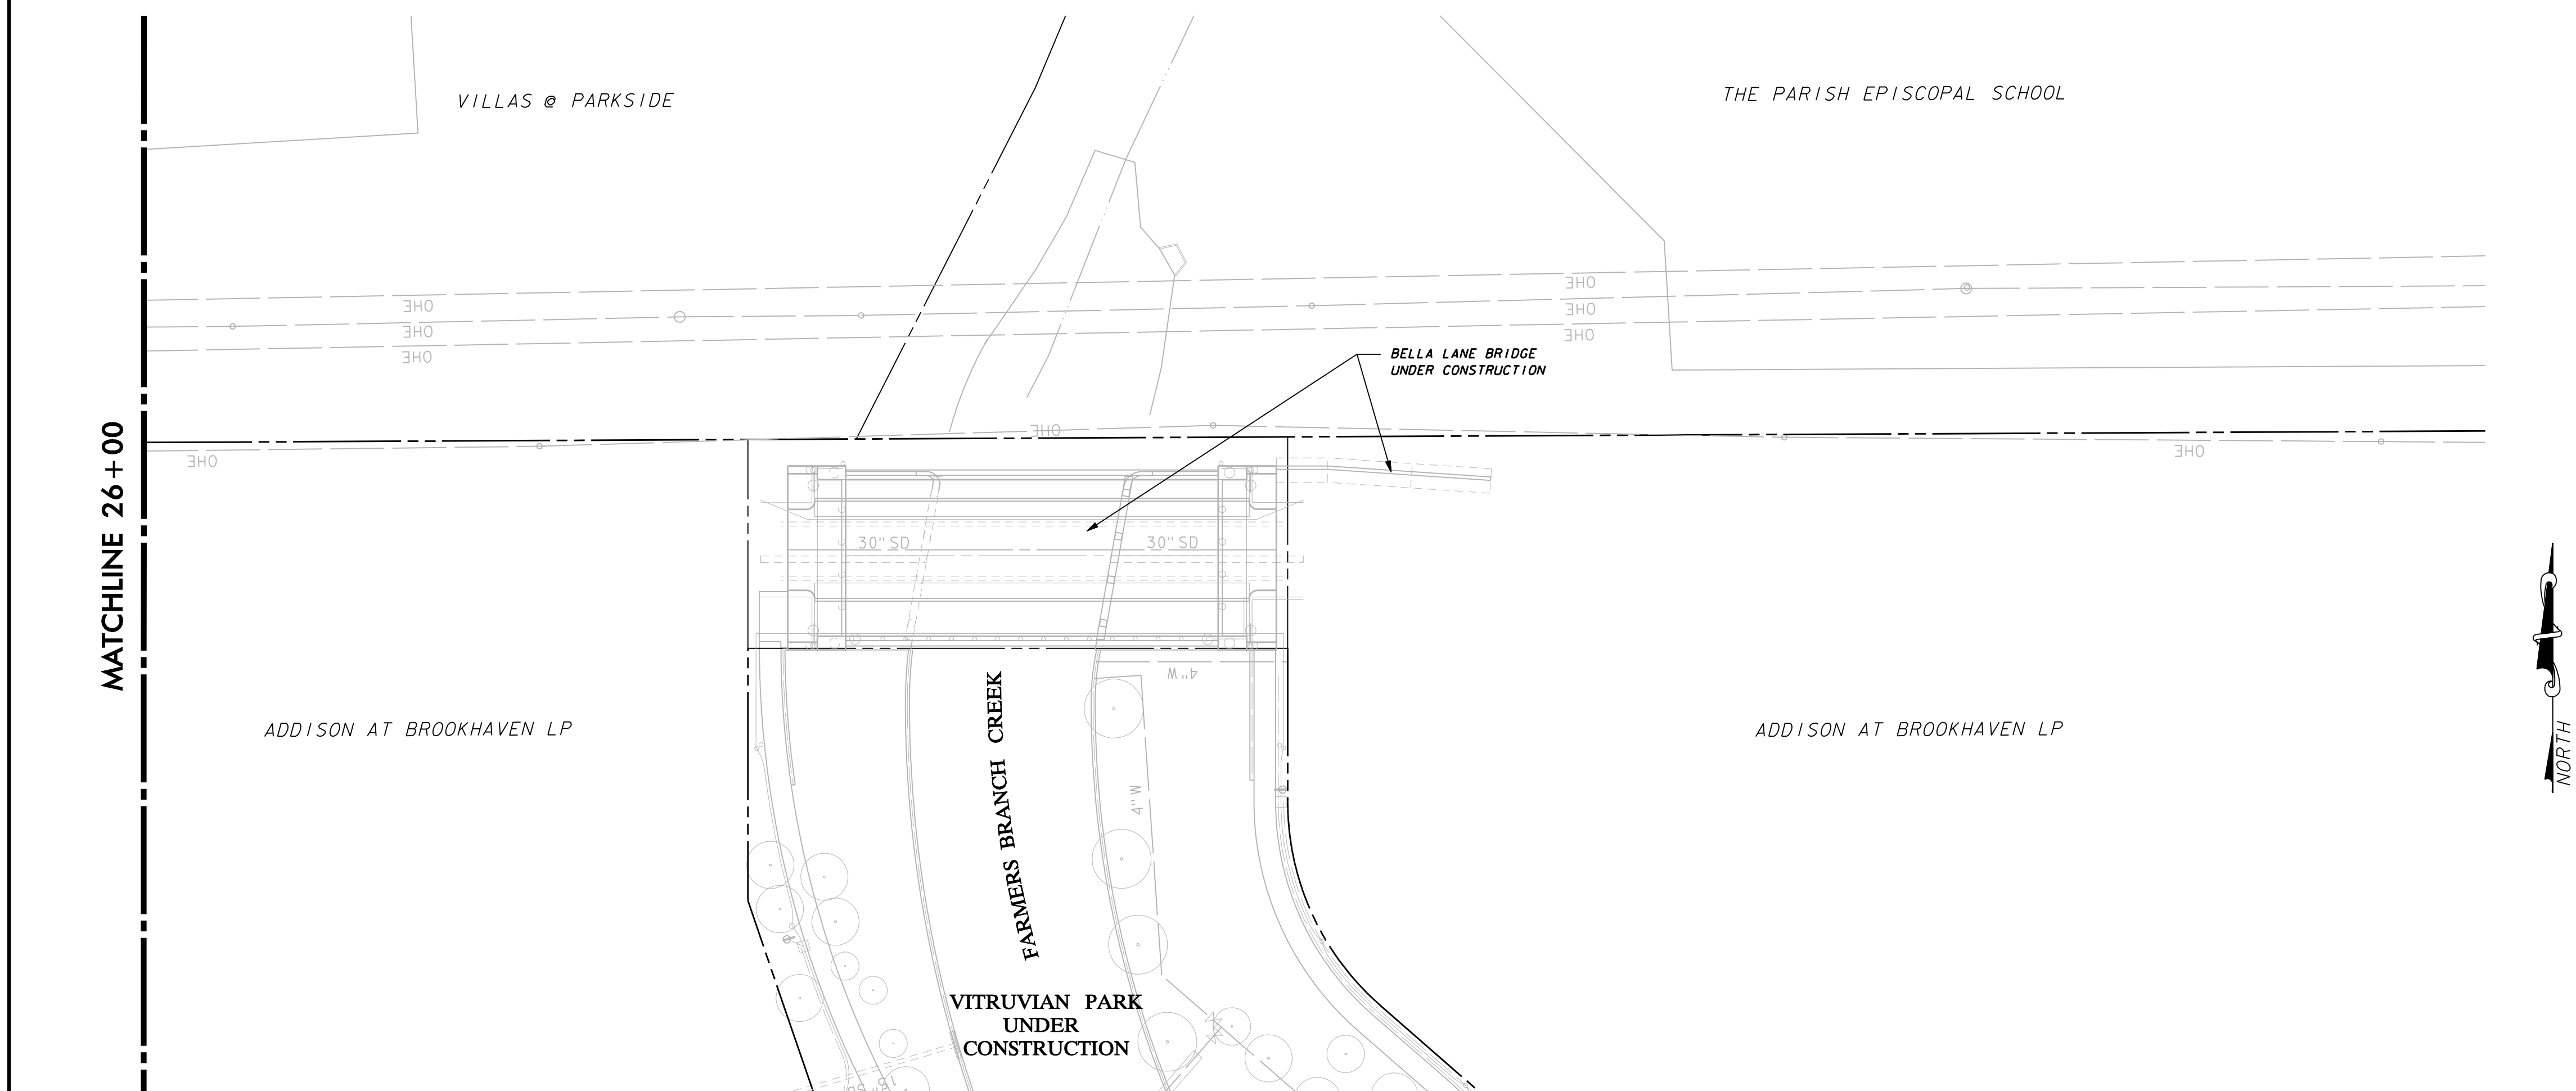 VILLAS @ PARKSIDE
THE PARISH EPISCOPAL SCHOOL
OHE
OHE
OHE
OHE
OHE
OHE
BELLA LANE BRIDGE
UNDER CONSTRUCTION
OHE
OHE
OHE
MATCHLINE 26+00
30" SD
30" SD
4" W
ADDISON AT BROOKHAVEN LP
FARMERS BRANCH CREEK
ADDISON AT BROOKHAVEN LP
NORTH
4" W
VITRUVIAN PARK
UNDER
CONSTRUCTION